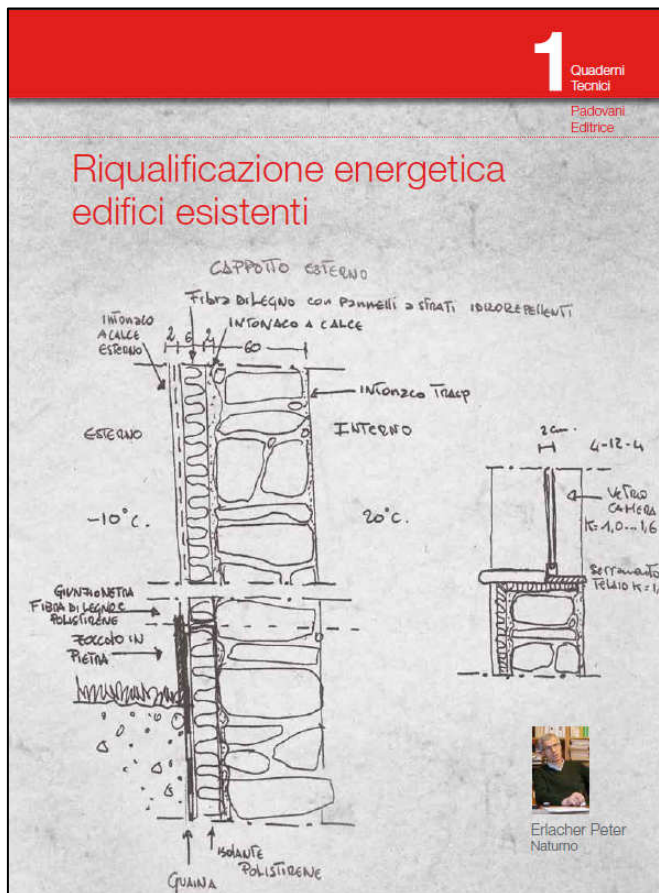 1
Quaderni
Tecnici
Padovani
Editrice
Riqualificazione energetica
edifici esistenti
CAPPOTTO ESTERNO
FIBRA DI LEGNO con PANNELLI a STRATI IDROREPELLENTI
INTONACO
A CALCE
ESTERNO
2 6 2
INTONACO A CALCE
60
INTONACO TRASP
ESTERNO
INTERNO
2 cm.
4-12-4
-10°C.
20°C.
VETRO
CAMERA
K=1,0...1,6
serramento
TELAIO K=1,
GIUNZIONE TRA
FIBRA DI LEGNO E
POLISTIRENE
ZOCCOLO IN
PIETRA
ISOLANTE
POLISTIRENE
GUAINA
Erlacher Peter
Naturno